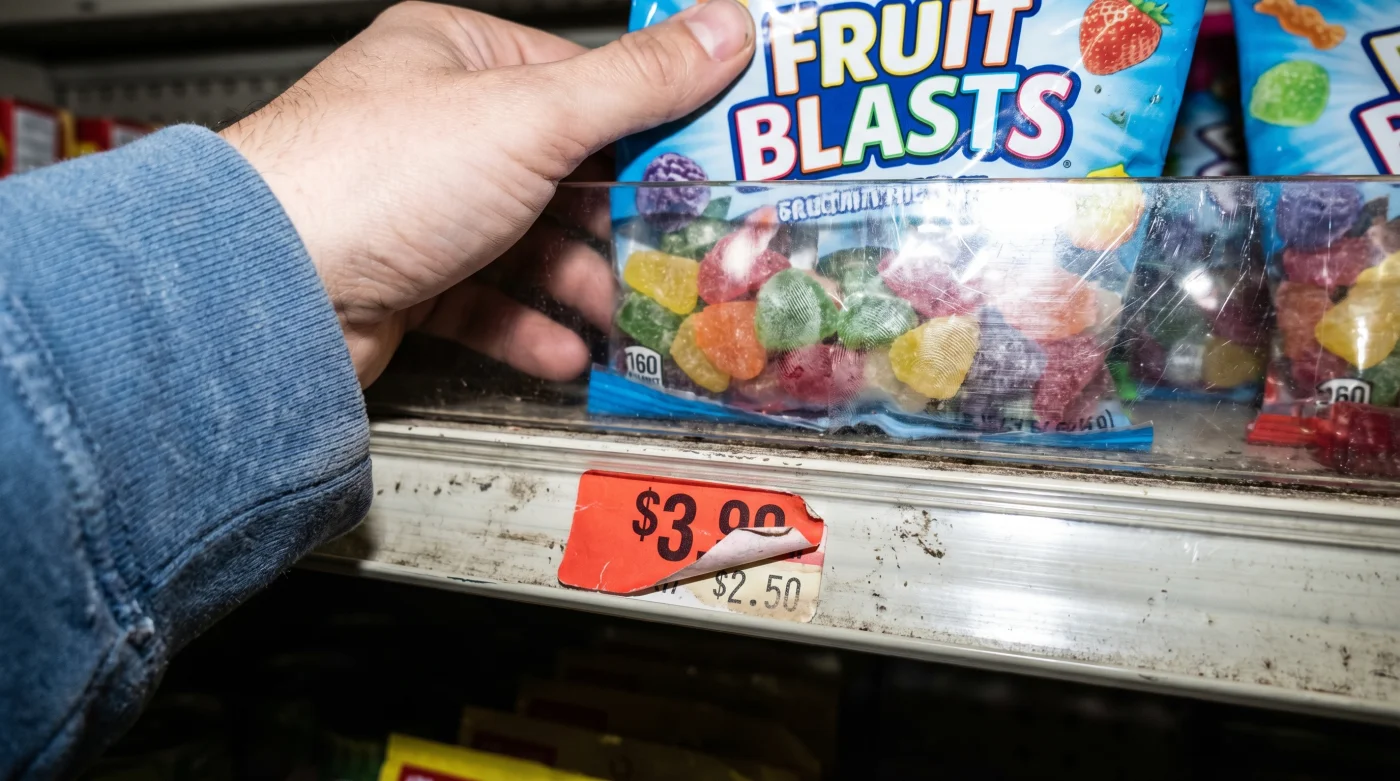 FRUIT
BLASTS
®
160
160
$3.99
$2.50